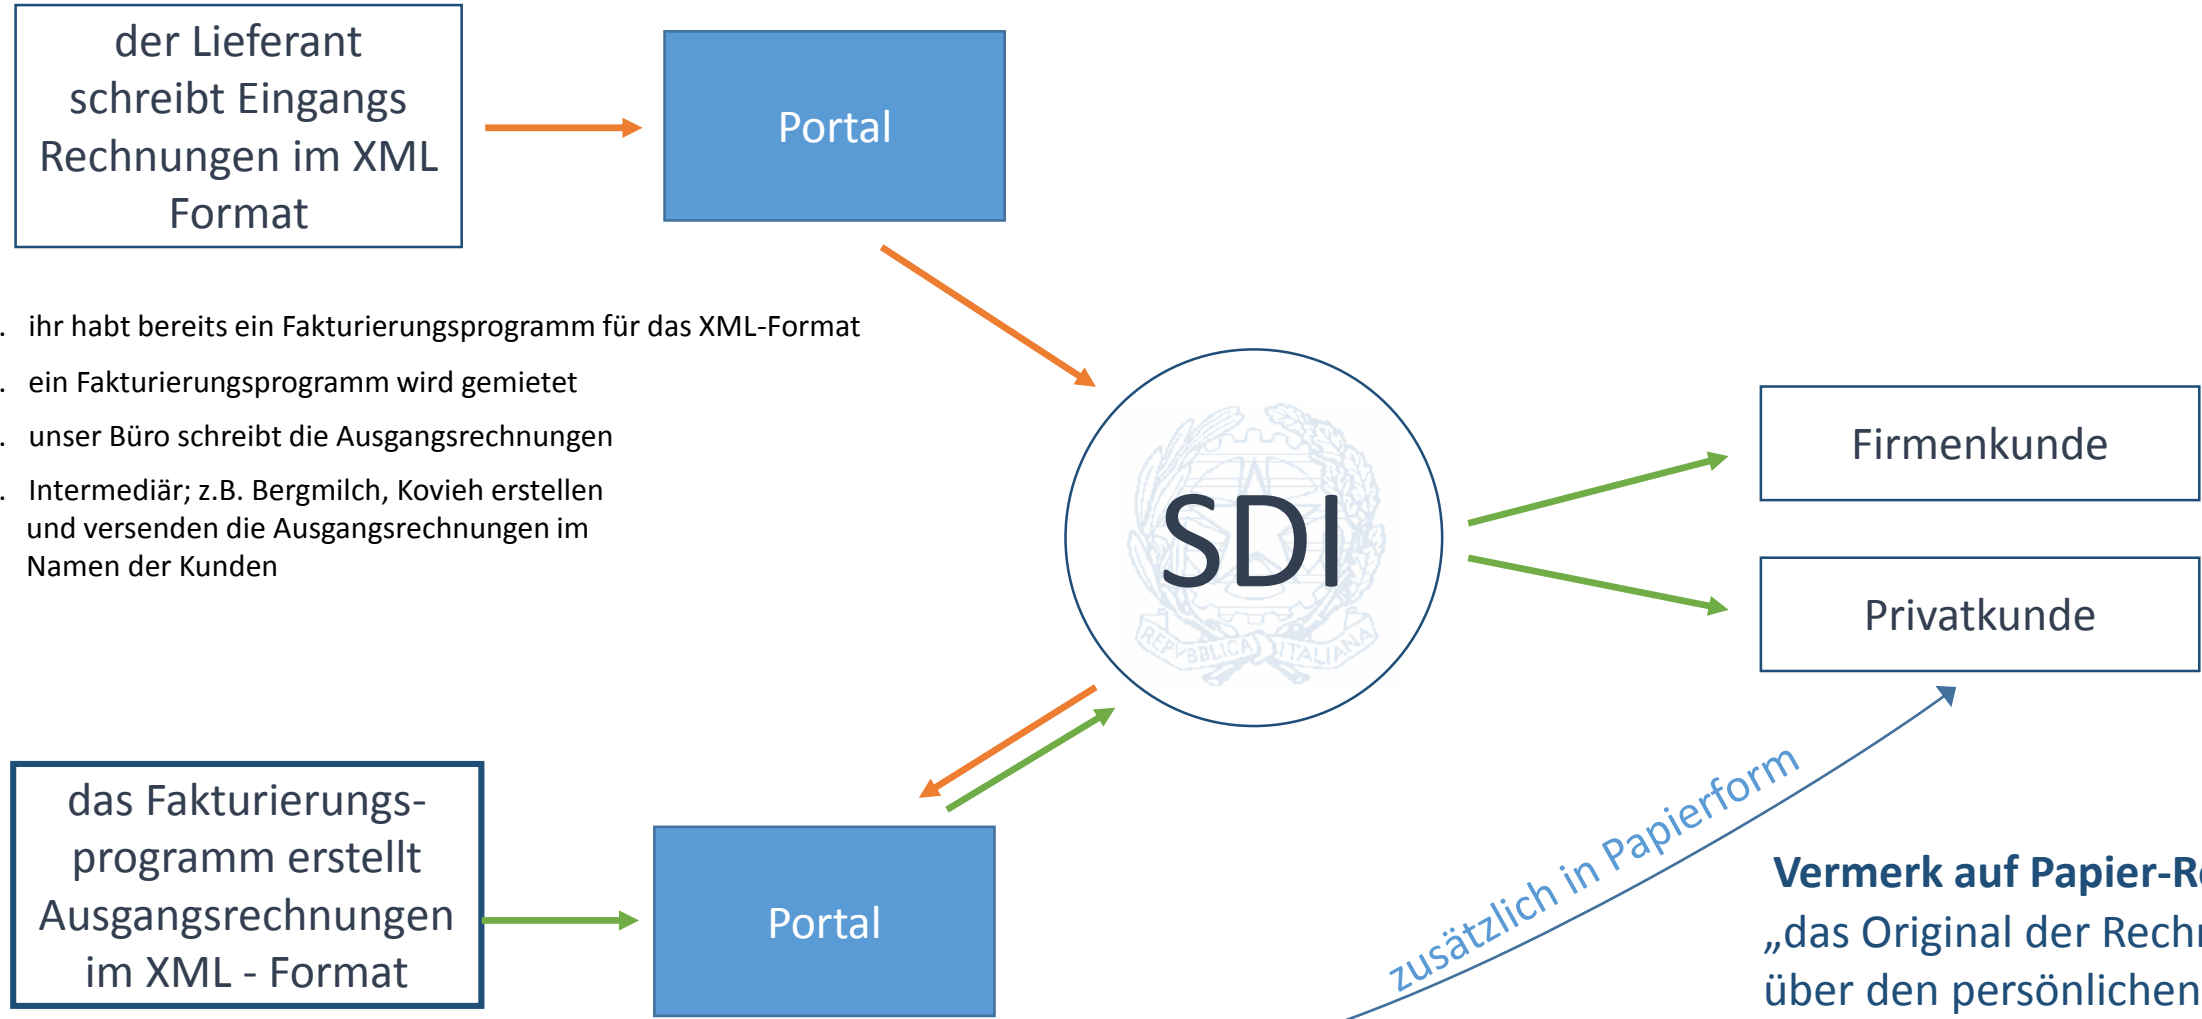 der Lieferant
schreibt Eingangs
Rechnungen im XML
Format
Portal
. ihr habt bereits ein Fakturierungsprogramm für das XML-Format
. ein Fakturierungsprogramm wird gemietet
. unser Büro schreibt die Ausgangsrechnungen
. Intermediär; z.B. Bergmilch, Kovieh erstellen
und versenden die Ausgangsrechnungen im
Namen der Kunden
SDI
REPVBBLICA ITALIANA
Firmenkunde
Privatkunde
das Fakturierungs-
programm erstellt
Ausgangsrechnungen
im XML - Format
Portal
zusätzlich in Papierform
Vermerk auf Papier-
„das Original der
über den persönlichen